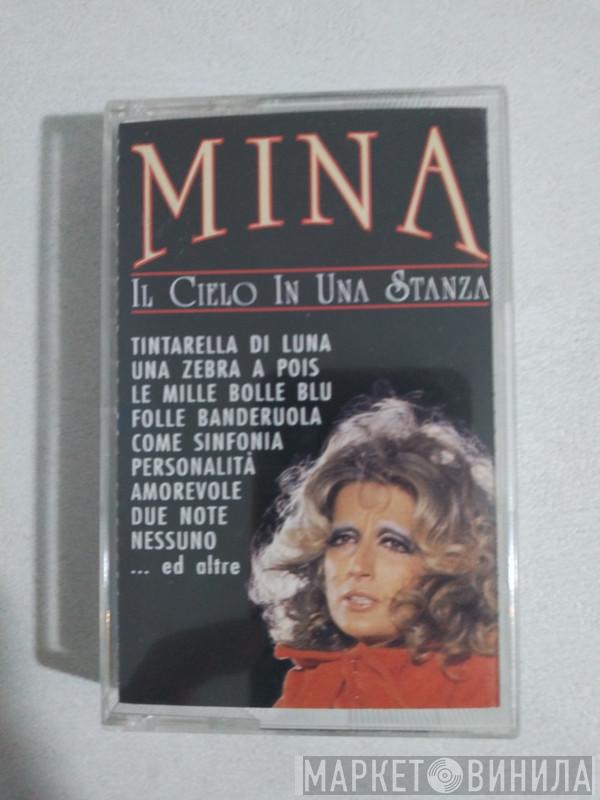 MINA
IL CIELO IN UNA STANZA
TINTARELLA DI LUNA
UNA ZEBRA A POIS
LE MILLE BOLLE BLU
FOLLE BANDERUOLA
COME SINFONIA
PERSONALITÀ
AMOREVOLE
DUE NOTE
NESSUNO
... ed altre
МАРКЕТ ВИНИЛА